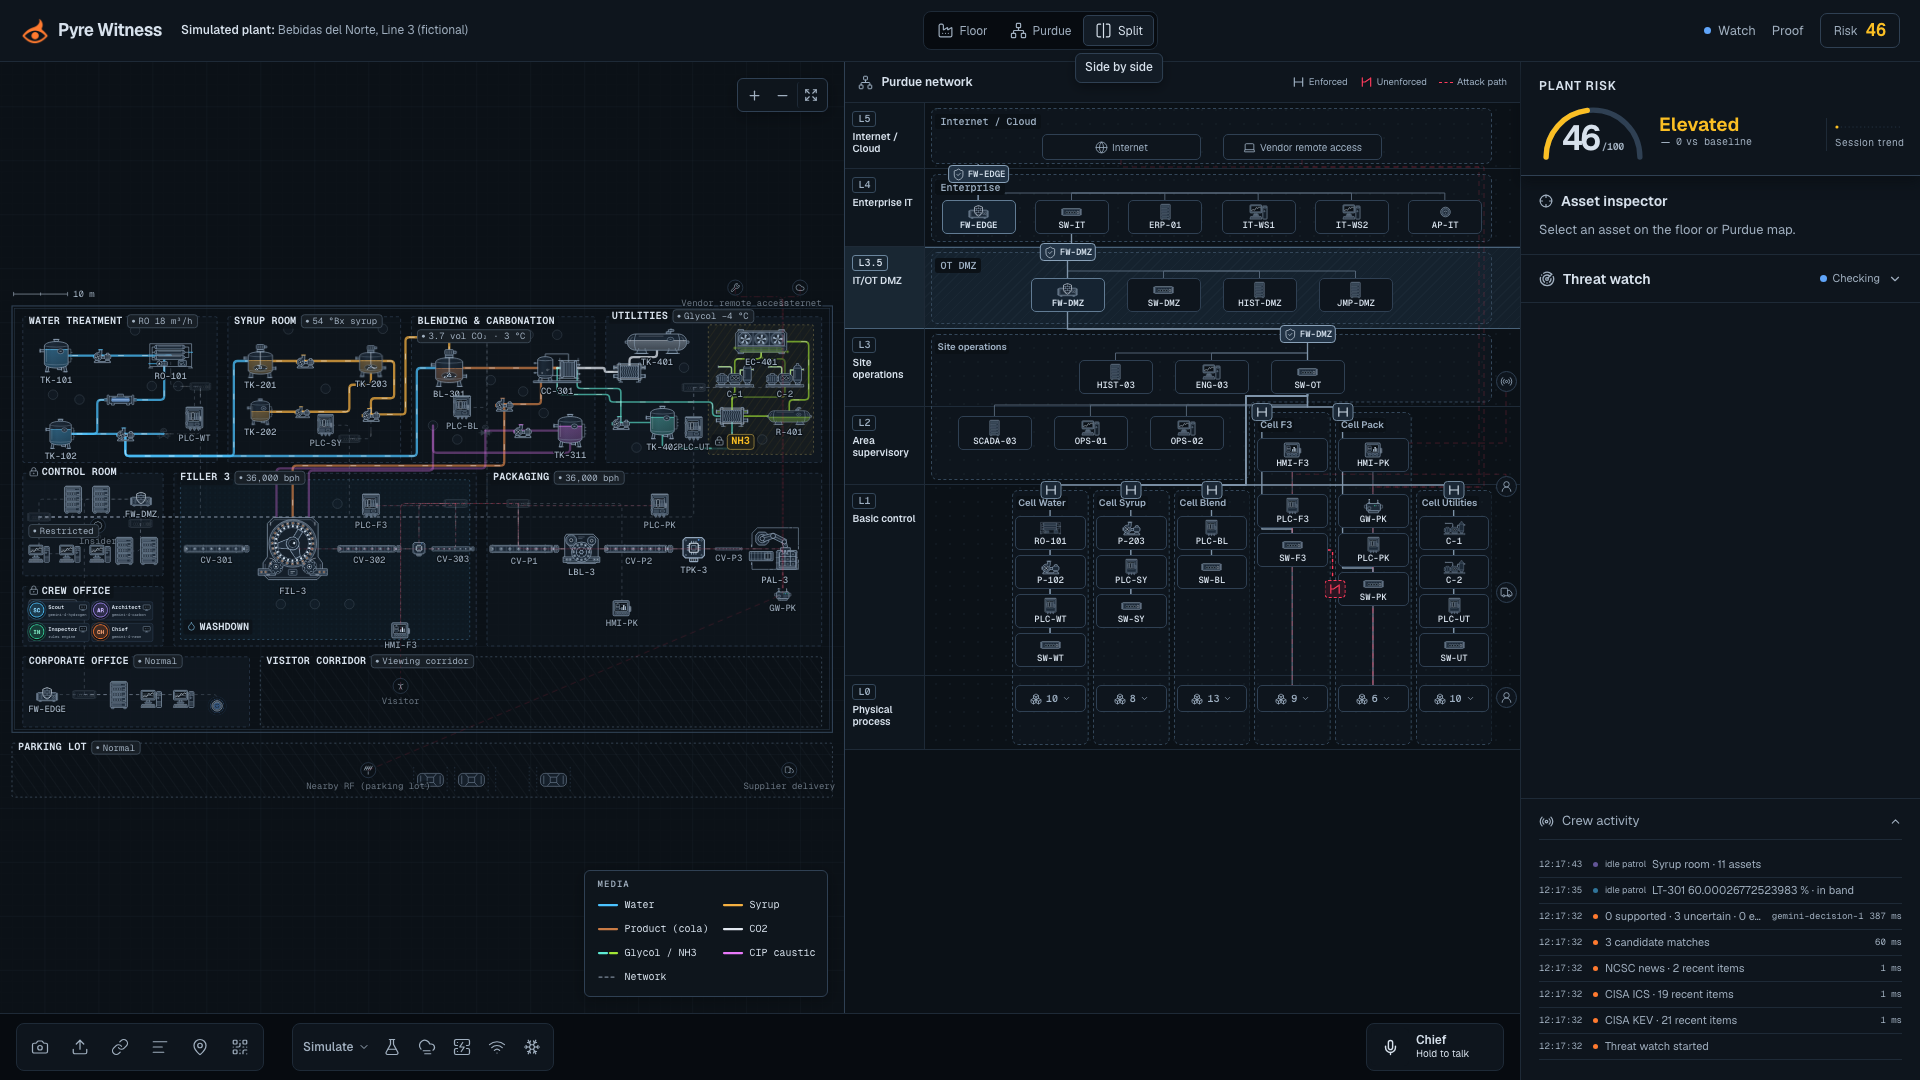 Pyre Witness
Simulated plant: Bebidas del Norte, Line 3 (fictional)
Floor
Purdue
Split
Side by side
Watch
Proof
Risk 46
10 m
Vendor remote access
WATER TREATMENT
RO 18 m³/h
TK-101
RO-101
PLC-WT
TK-102
SYRUP ROOM
54 °Bx syrup
TK-201
TK-203
TK-202
PLC-SY
BLENDING & CARBONATION
3.7 vol CO₂ · 3 °C
BL-301
CC-301
PLC-BL
TK-311
UTILITIES
Glycol −4 °C
TK-401
EC-401
C-1
C-2
TK-402
PLC-UT
NH3
R-401
CONTROL ROOM
FW-DMZ
Restricted
Insider
FILLER 3
36,000 bph
PLC-F3
CV-301
CV-302
CV-303
FIL-3
WASHDOWN
HMI-F3
PACKAGING
36,000 bph
PLC-PK
CV-P1
LBL-3
CV-P2
TPK-3
CV-P3
PAL-3
GW-PK
HMI-PK
CREW OFFICE
SC Scout
AR Architect
IN Inspector
CH Chief
CORPORATE OFFICE
Normal
FW-EDGE
VISITOR CORRIDOR
Viewing corridor
Visitor
PARKING LOT
Normal
Nearby RF (parking lot)
Supplier delivery
MEDIA
Water
Syrup
Product (cola)
CO2
Glycol / NH3
CIP caustic
Network
Purdue network
Enforced
Unenforced
Attack path
L5
Internet /
Cloud
Internet / Cloud
Internet
Vendor remote access
L4
Enterprise IT
FW-EDGE
Enterprise
FW-EDGE
SW-IT
ERP-01
IT-WS1
IT-WS2
AP-IT
L3.5
IT/OT DMZ
FW-DMZ
OT DMZ
FW-DMZ
SW-DMZ
HIST-DMZ
JMP-DMZ
L3
Site
operations
FW-DMZ
Site operations
HIST-03
ENG-03
SW-OT
L2
Area
supervisory
SCADA-03
OPS-01
OPS-02
Cell F3
HMI-F3
Cell Pack
HMI-PK
L1
Basic control
Cell Water
RO-101
P-102
PLC-WT
SW-WT
Cell Syrup
P-203
PLC-SY
SW-SY
Cell Blend
PLC-BL
SW-BL
PLC-F3
SW-F3
GW-PK
PLC-PK
SW-PK
Cell Utilities
C-1
C-2
PLC-UT
SW-UT
L0
Physical
process
10
8
13
9
6
10
PLANT RISK
46 /100
Elevated
— 0 vs baseline
Session trend
Asset inspector
Select an asset on the floor or Purdue map.
Threat watch
Checking
Crew activity
12:17:43 idle patrol Syrup room · 11 assets
12:17:35 idle patrol LT-301 60.00026772523983 % · in band
12:17:32 0 supported · 3 uncertain · 0 e... gemini-decision-1 387 ms
12:17:32 3 candidate matches 60 ms
12:17:32 NCSC news · 2 recent items 1 ms
12:17:32 CISA ICS · 19 recent items 1 ms
12:17:32 CISA KEV · 21 recent items 1 ms
12:17:32 Threat watch started
Simulate
Chief
Hold to talk